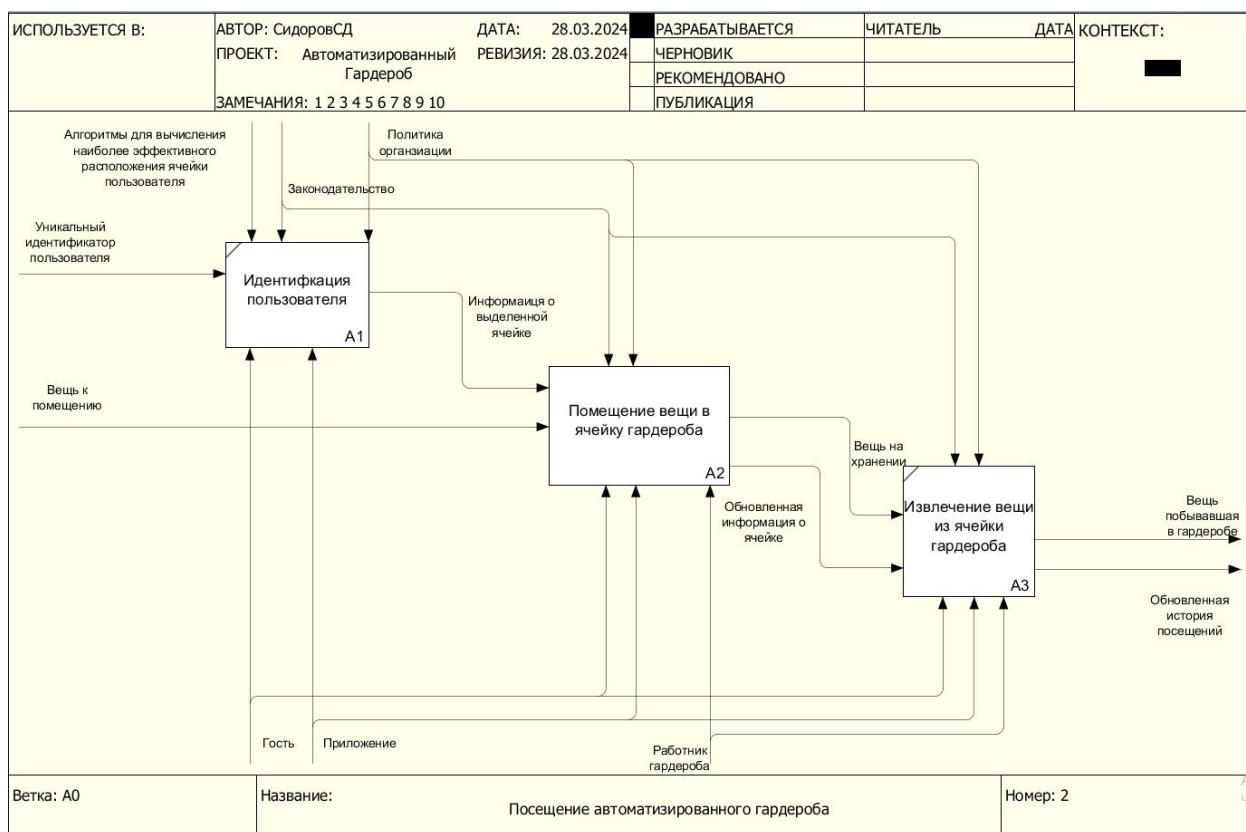 ИСПОЛЬЗУЕТСЯ В:
АВТОР: СидоровСД
ДАТА: 28.03.2024
ПРОЕКТ: Автоматизированный
Гардероб
РЕВИЗИЯ: 28.03.2024
ЗАМЕЧАНИЯ: 1 2 3 4 5 6 7 8 9 10
РАЗРАБАТЫВАЕТСЯ
ЧЕРНОВИК
РЕКОМЕНДОВАНО
ПУБЛИКАЦИЯ
ЧИТАТЕЛЬ
ДАТА
КОНТЕКСТ:
Алгоритмы для вычисления
наиболее эффективного
расположения ячейки
пользователя
Политика
органзиации
Законодательство
Уникальный
идентификатор
пользователя
Идентифкация
пользователя
A1
Информаиця о
выделенной
ячейке
Вещь к
помещению
Помещение вещи в
ячейку гардероба
A2
Вещь на
хранении
Обновленная
информация о
ячейке
Извлечение вещи
из ячейки
гардероба
A3
Вещь
побывавшая
в гардеробе
Обновленная
история
посещений
Гость
Приложение
Работник
гардероба
Ветка: A0
Название:
Посещение автоматизированного гардероба
Номер: 2